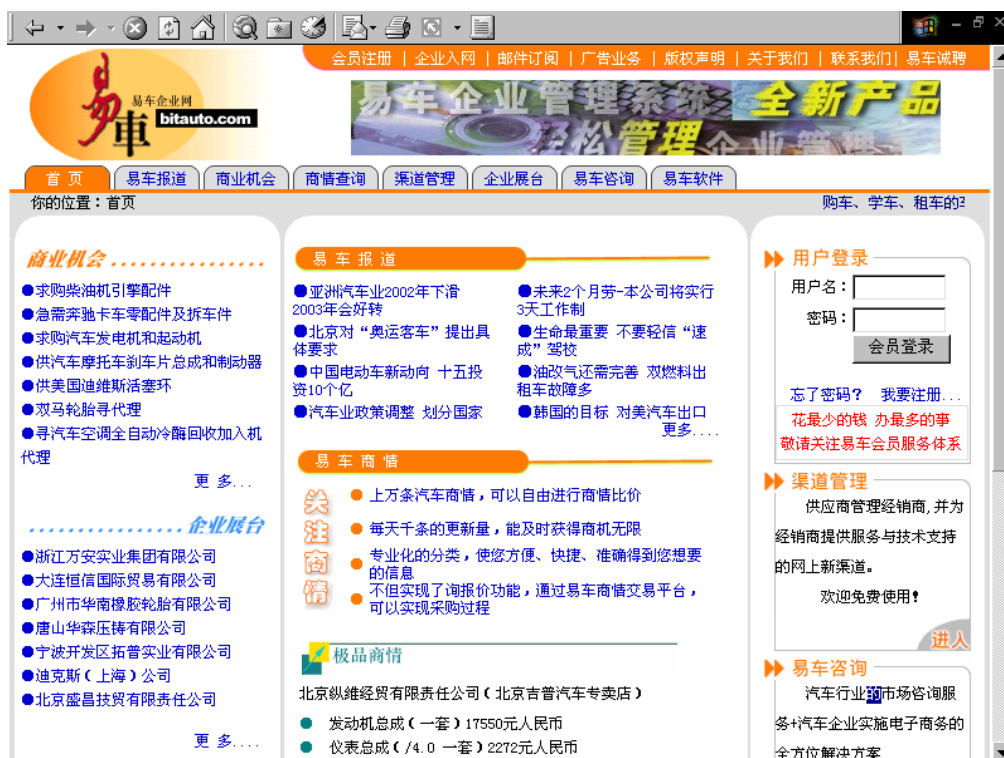 会员注册 | 企业入网 | 邮件订阅 | 广告业务 | 版权声明 | 关于我们 | 联系我们 | 易车诚聘
易車
易车企业网
bitauto.com
易车企业管理系统 全新产品
轻松管理企业管理
首 页
易车报道
商业机会
商情查询
渠道管理
企业展台
易车咨询
易车软件
你的位置：首页
购车、学车、租车的
商业机会................
●求购柴油机引擎配件
●急需奔驰卡车零配件及拆车件
●求购汽车发电机和起动机
●供汽车摩托车刹车片总成和制动器
●供美国迪维斯活塞环
●双马轮胎寻代理
●寻汽车空调全自动冷酶回收加入机
代理
更 多...
................企业展台
●浙江万安实业集团有限公司
●大连恒信国际贸易有限公司
●广州市华南橡胶轮胎有限公司
●唐山华森压铸有限公司
●宁波开发区拓普实业有限公司
●迪克斯（上海）公司
●北京盛昌技贸有限责任公司
更 多....
易 车 报 道
●亚洲汽车业2002年下滑
2003年会好转
●北京对“奥运客车”提出具
体要求
●中国电动车新动向 十五投
资10个亿
●汽车业政策调整 划分国家
●未来2个月劳-本公司将实行
3天工作制
●生命最重要 不要轻信“速
成”驾校
●油改气还需完善 双燃料出
租车故障多
●韩国的目标 对美汽车出口
更多....
易 车 商 情
关注商情
● 上万条汽车商情，可以自由进行商情比价
● 每天千条的更新量，能及时获得商机无限
● 专业化的分类，使您方便、快捷、准确得到您想要
的信息
● 不但实现了询报价功能，通过易车商情交易平台，
可以实现采购过程
极品商情
北京纵维经贸有限责任公司（北京吉普汽车专卖店）
● 发动机总成（一套）17550元人民币
● 仪表总成（/4.0 一套）2272元人民币
用户登录
用户名：
密码：
会员登录
忘了密码？ 我要注册...
花最少的钱 办最多的事
敬请关注易车会员服务体系
渠道管理
供应商管理经销商,并为
经销商提供服务与技术支持
的网上新渠道。
欢迎免费使用！
进入
易车咨询
汽车行业的市场咨询服
务+汽车企业实施电子商务的
全方位解决方案